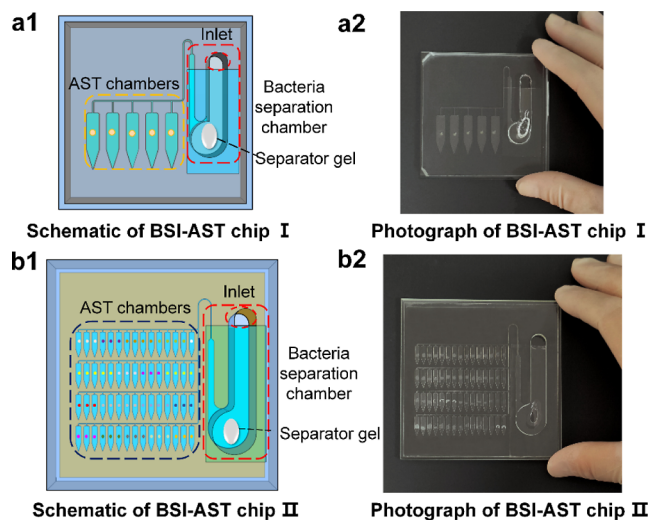 a1
Inlet
AST chambers
Bacteria
separation
chamber
Separator gel
Schematic of BSI-AST chip Ⅰ
a2
Photograph of BSI-AST chip Ⅰ
b1
AST chambers
Inlet
Bacteria
separation
chamber
Separator gel
Schematic of BSI-AST chip Ⅱ
b2
Photograph of BSI-AST chip Ⅱ